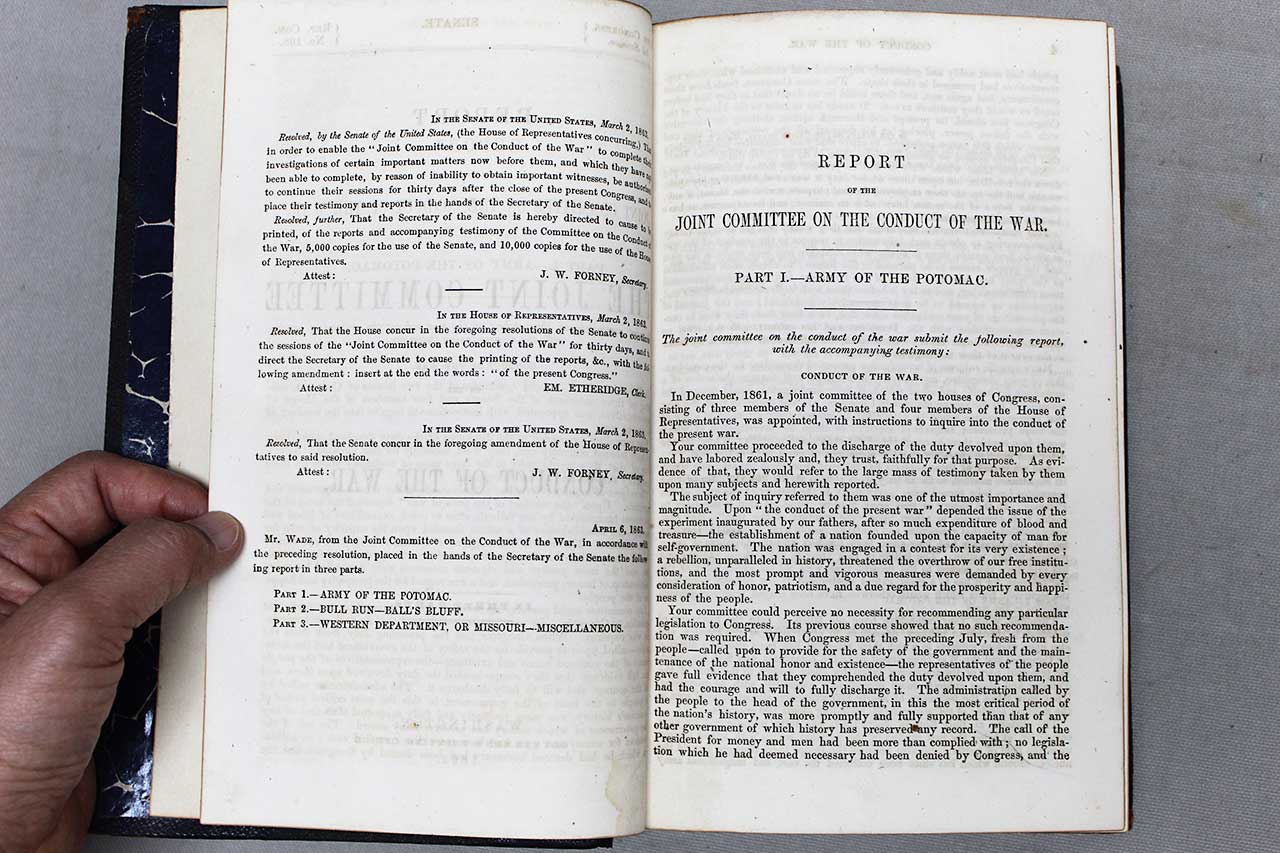 IN THE SENATE OF THE UNITED STATES, March 2, 1863.
Resolved, by the Senate of the United States, (the House of Representatives concurring,)
in order to enable the "Joint Committee on the Conduct of the War" to complete
investigations of certain important matters now before them, and which they have
been able to complete, by reason of inability to obtain important witnesses, be
to continue their sessions for thirty days after the close of the present Congress, and
place their testimony and reports in the hands of the Secretary of the Senate.
Resolved, further, That the Secretary of the Senate is hereby directed to cause to
printed, of the reports and accompanying testimony of the Committee on the Conduct
the War, 5,000 copies for the use of the Senate, and 10,000 copies for the use of the House
of Representatives.
Attest: J. W. FORNEY, Secretary.
IN THE HOUSE OF REPRESENTATIVES, March 2, 1863.
Resolved, That the House concur in the foregoing resolutions of the Senate to
the sessions of the "Joint Committee on the Conduct of the War" for thirty days, and
direct the Secretary of the Senate to cause the printing of the reports, &c., with the
lowing amendment: insert at the end the words: "of the present Congress."
Attest: EM. ETHERIDGE, Clerk.
IN THE SENATE OF THE UNITED STATES, March 2, 1863.
Resolved, That the Senate concur in the foregoing amendment of the House of
tatives to said resolution.
Attest: J. W. FORNEY, Secretary.
APRIL 6, 1863.
Mr. WADE, from the Joint Committee on the Conduct of the War, in accordance with
the preceding resolution, placed in the hands of the Secretary of the Senate the
ing report in three parts.
PART 1.—ARMY OF THE POTOMAC.
PART 2.—BULL RUN—BALL'S BLUFF.
PART 3.—WESTERN DEPARTMENT, OR MISSOURI—MISCELLANEOUS.
REPORT
OF THE
JOINT COMMITTEE ON THE CONDUCT OF THE WAR.
PART I.—ARMY OF THE POTOMAC.
The joint committee on the conduct of the war submit the following report,
with the accompanying testimony:
CONDUCT OF THE WAR.
In December, 1861, a joint committee of the two houses of Congress, con-
sisting of three members of the Senate and four members of the House of
Representatives, was appointed, with instructions to inquire into the conduct of
the present war.
Your committee proceeded to the discharge of the duty devolved upon them,
and have labored zealously and, they trust, faithfully for that purpose. As evi-
dence of that, they would refer to the large mass of testimony taken by them
upon many subjects and herewith reported.
The subject of inquiry referred to them was one of the utmost importance and
magnitude. Upon "the conduct of the present war" depended the issue of the
experiment inaugurated by our fathers, after so much expenditure of blood and
treasure—the establishment of a nation founded upon the capacity of man for
self-government. The nation was engaged in a contest for its very existence;
a rebellion, unparalleled in history, threatened the overthrow of our free institu-
tions, and the most prompt and vigorous measures were demanded by every
consideration of honor, patriotism, and a due regard for the prosperity and happi-
ness of the people.
Your committee could perceive no necessity for recommending any particular
legislation to Congress. Its previous course showed that no such recommenda-
tion was required. When Congress met the preceding July, fresh from the
people—called upon to provide for the safety of the government and the main-
tenance of the national honor and existence—the representatives of the people
gave full evidence that they comprehended the duty devolved upon them, and
had the courage and will to fully discharge it. The administration called by
the people to the head of the government, in this the most critical period of
the nation's history, was more promptly and fully supported than that of any
other government of which history has preserved any record. The call of the
President for money and men had been more than complied with; no legisla-
tion which he had deemed necessary had been denied by Congress, and the